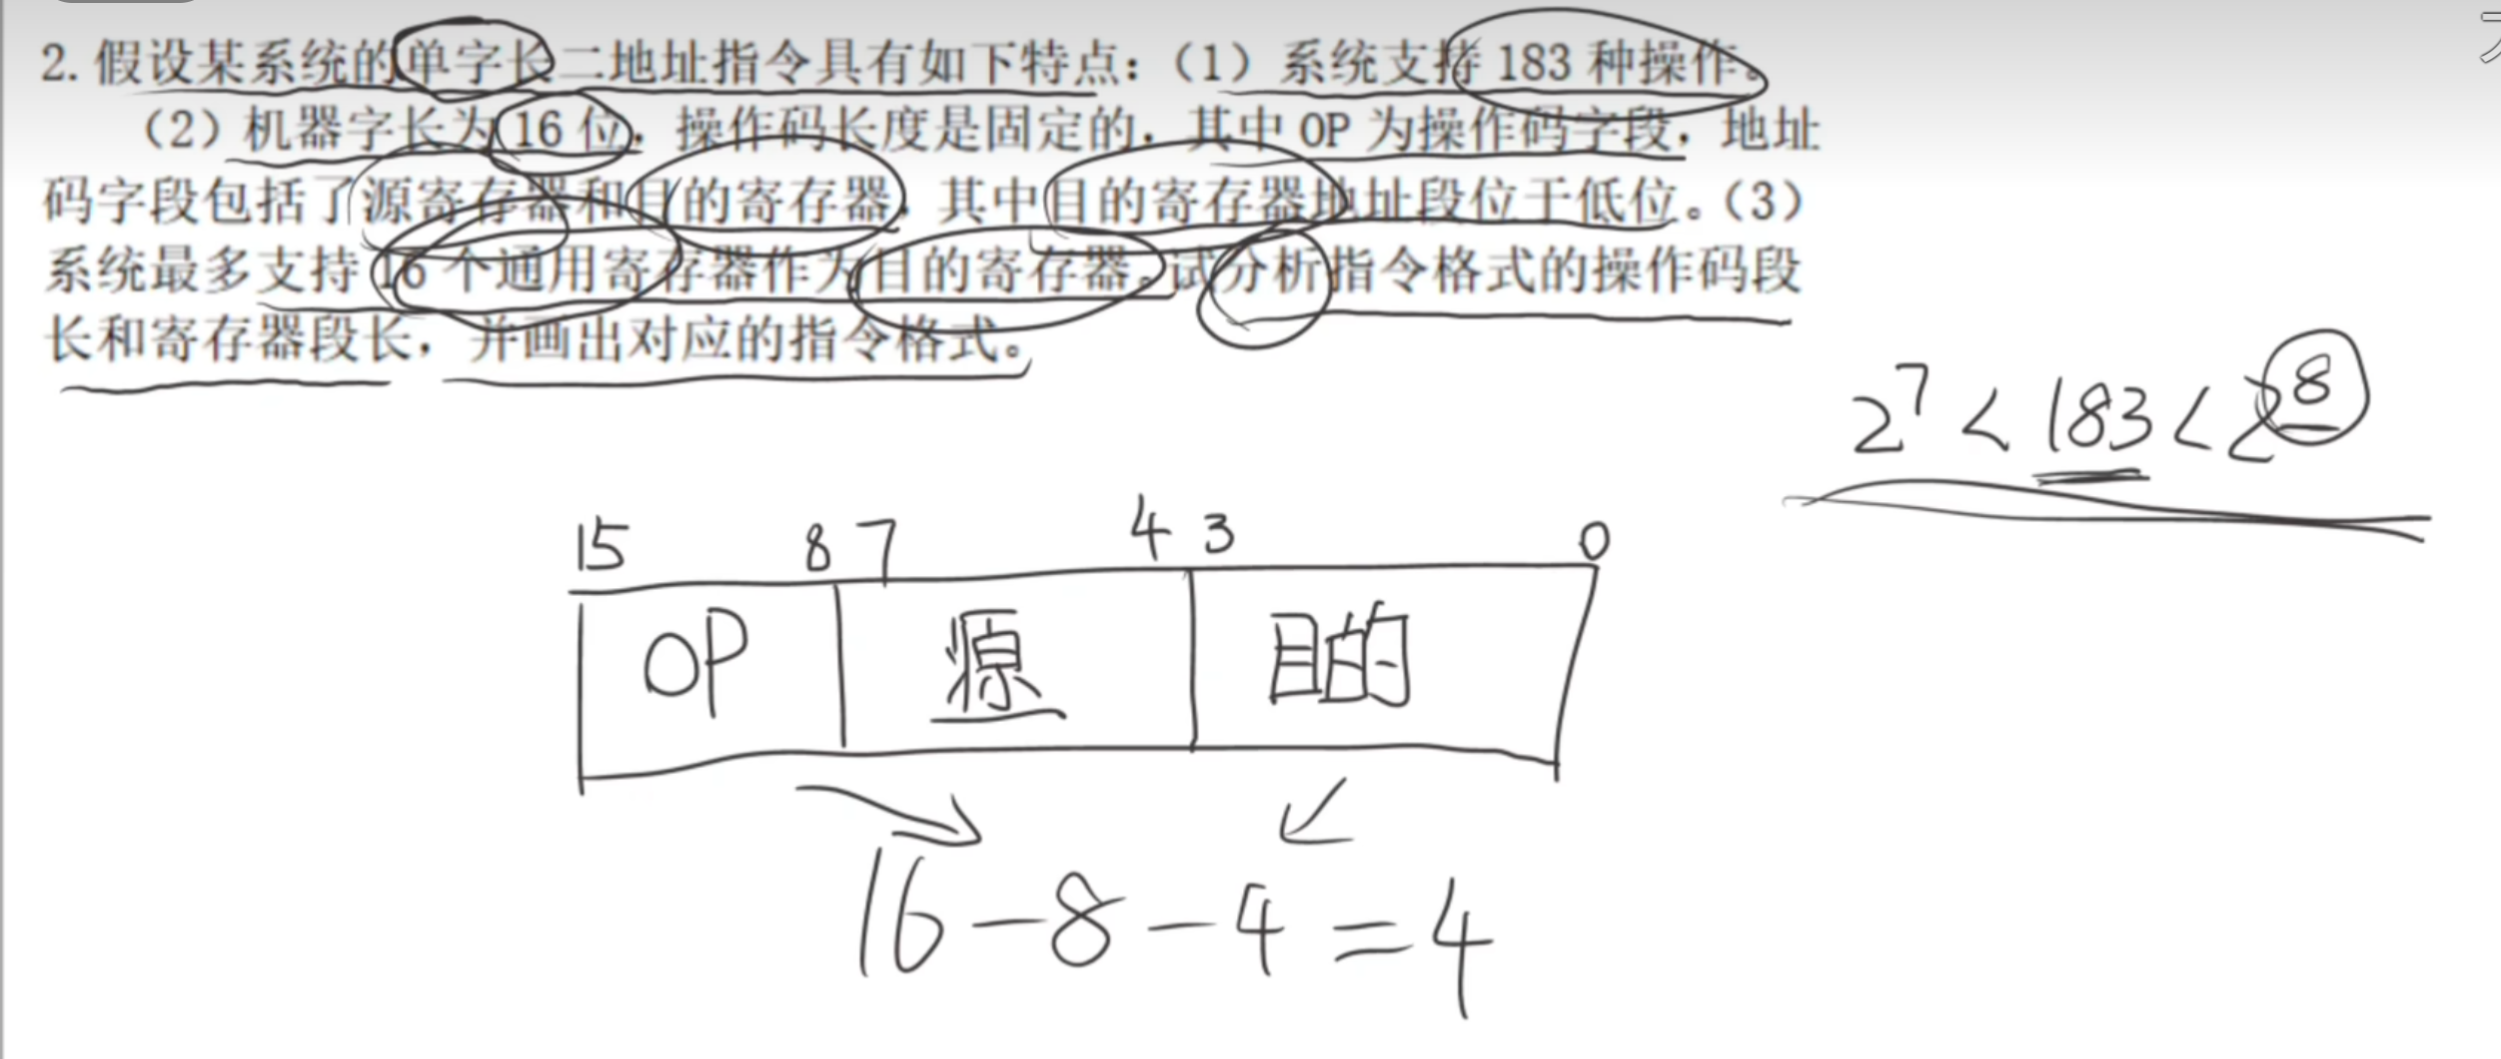 2. 假设某系统的单字长二地址指令具有如下特点：（1）系统支持 183 种操作。
（2）机器字长为 16 位，操作码长度是固定的，其中 OP 为操作码字段，地址
码字段包括了源寄存器和目的寄存器，其中目的寄存器地址段位于低位。（3）
系统最多支持 16 个通用寄存器作为目的寄存器。试分析指令格式的操作码段
长和寄存器段长，并画出对应的指令格式。
2^7 < 183 < 2^8
15 8 7 4 3 0
OP 源 目的
16-8-4=4